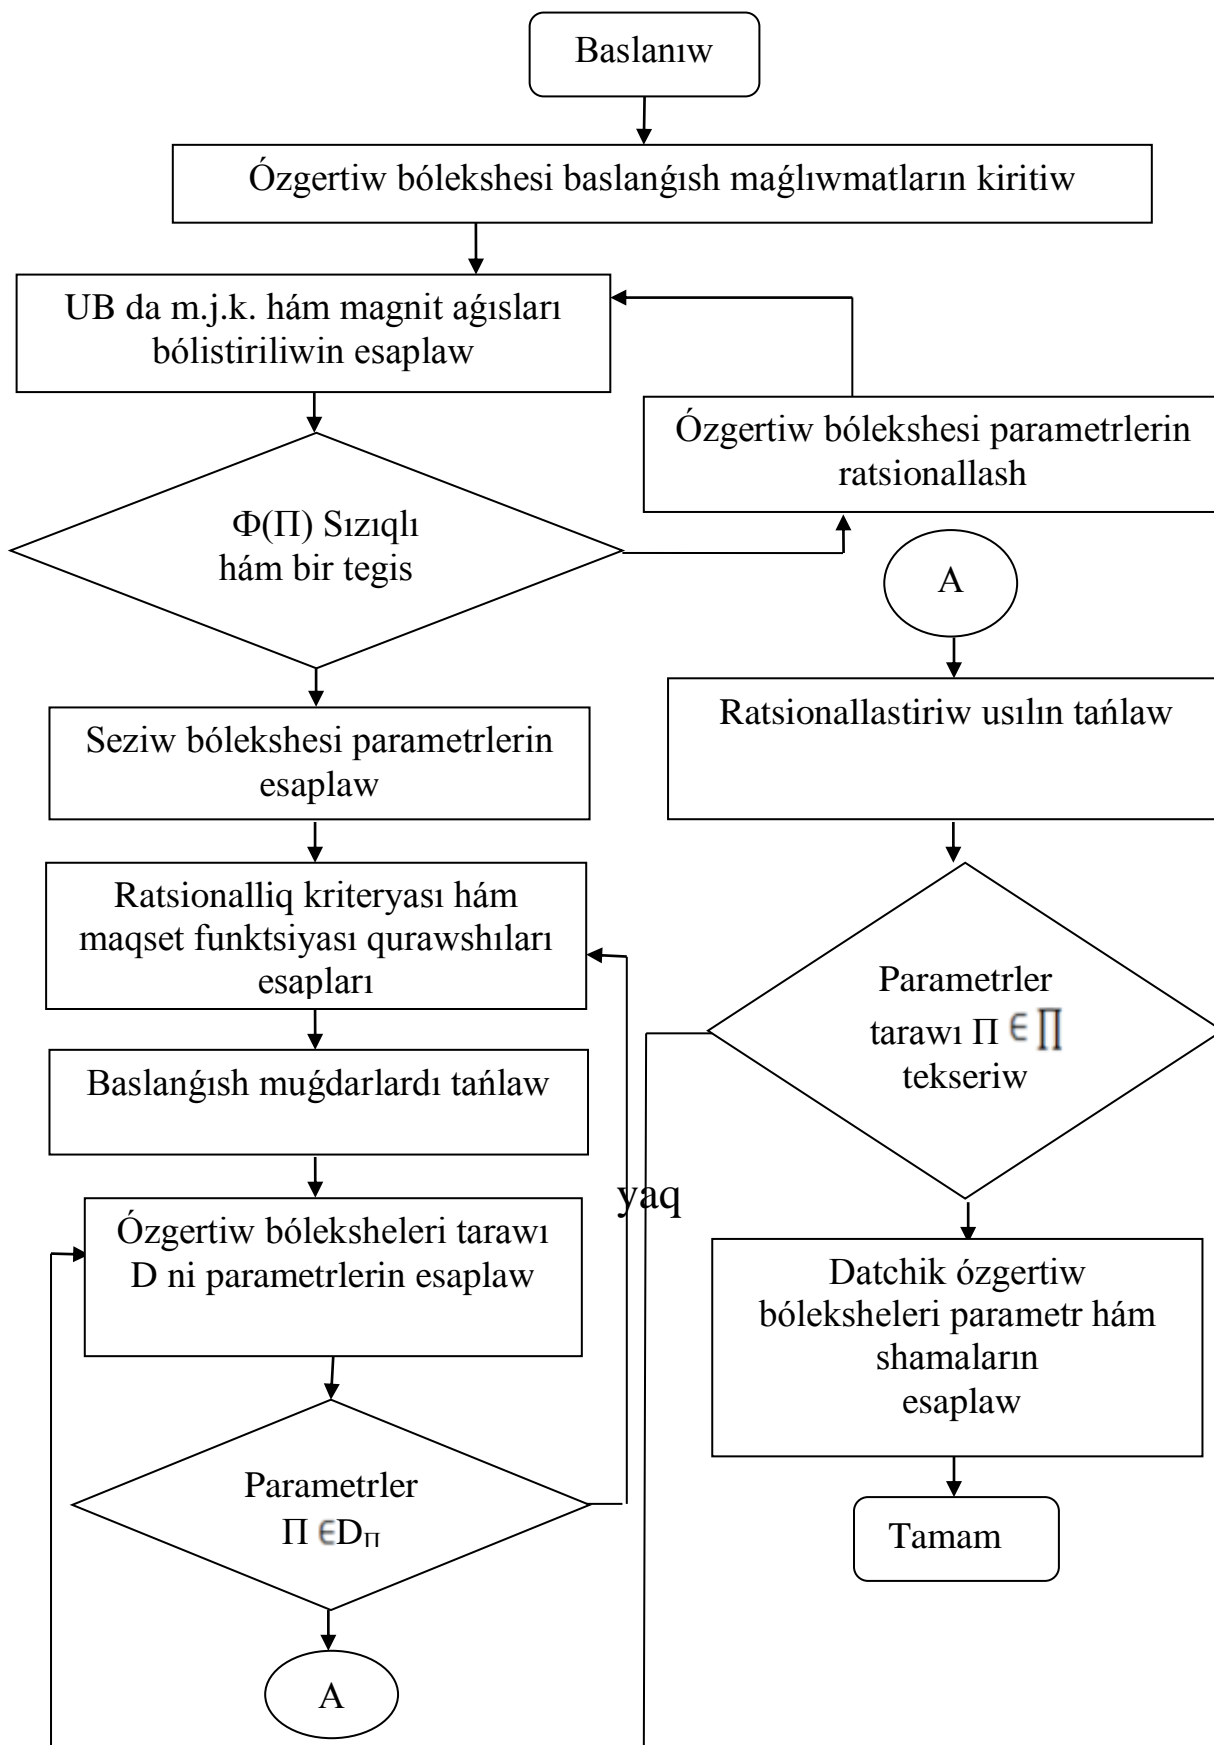 Baslanıw
Ózgertiw bólekshesi baslanǵısh maǵlıwmatların kiritiw
UB da m.j.k. hám magnit aǵısları
bólistiriliwin esaplaw
Φ(Π) Sızıqlı
hám bir tegis
Ózgertiw bólekshesi parametrlerin
ratsionallash
Seziw bólekshesi parametrlerin
esaplaw
Ratsionalliq kriteryası hám
maqset funktsiyası qurawshıları
esapları
Baslanǵısh muǵdarlardı tańlaw
Ózgertiw bóleksheleri tarawı
D ni parametrlerin esaplaw
Parametrler
Π ∈D_Π
A
yaq
A
Ratsionallastiriw usılın tańlaw
Parametrler
tarawı Π ∈ ∏
tekseriw
Datchik ózgertiw
bóleksheleri parametr hám
shamaların
esaplaw
Tamam